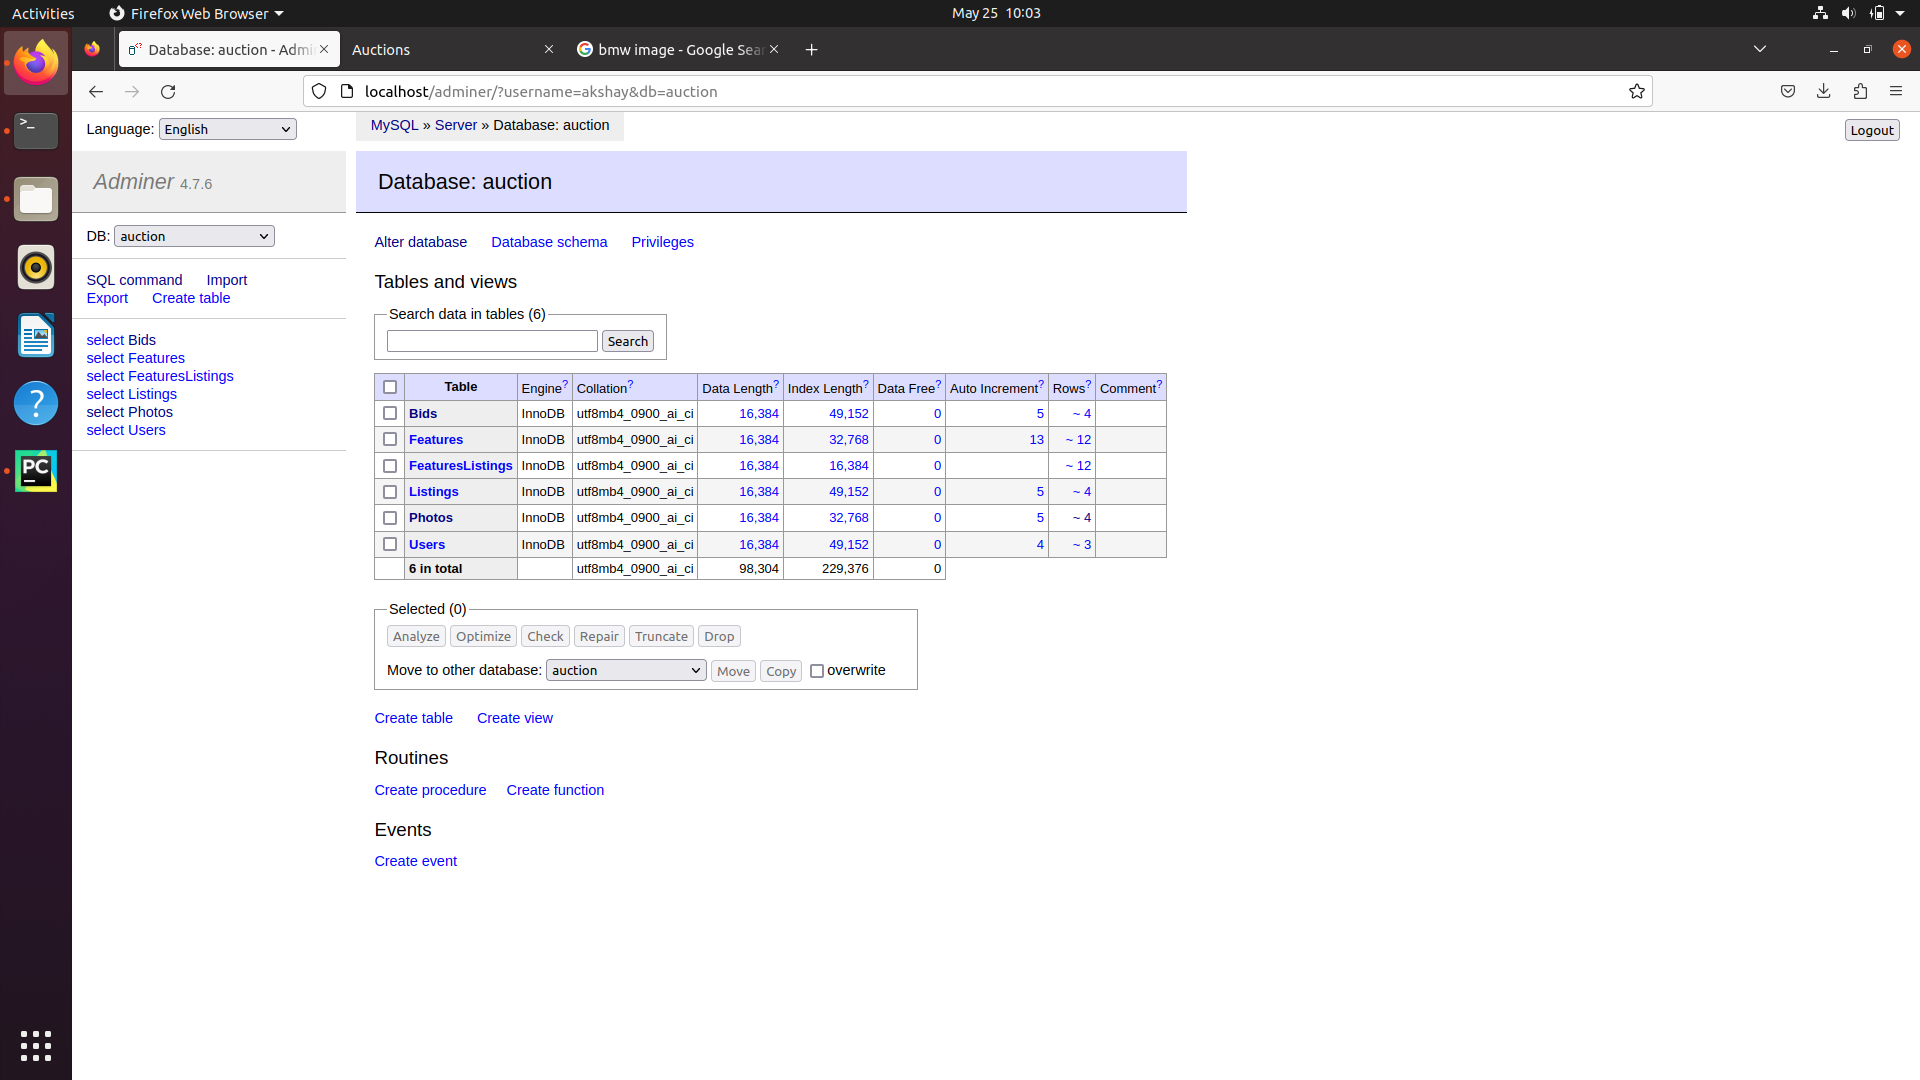 Activities Firefox Web Browser May 25 10:03
Database: auction - Admi Auctions bmw image - Google Sear
localhost/adminer/?username=akshay&db=auction
Language: English MySQL » Server » Database: auction Logout
Adminer 4.7.6 Database: auction
DB: auction Alter database Database schema Privileges
SQL command Import
Export Create table
select Bids
select Features
select FeaturesListings
select Listings
select Photos
select Users
Tables and views
Search data in tables (6)
Search
Table Engine? Collation? Data Length? Index Length? Data Free? Auto Increment? Rows? Comment?
Bids InnoDB utf8mb4_0900_ai_ci 16,384 49,152 0 5 ~ 4
Features InnoDB utf8mb4_0900_ai_ci 16,384 32,768 0 13 ~ 12
FeaturesListings InnoDB utf8mb4_0900_ai_ci 16,384 16,384 0 ~ 12
Listings InnoDB utf8mb4_0900_ai_ci 16,384 49,152 0 5 ~ 4
Photos InnoDB utf8mb4_0900_ai_ci 16,384 32,768 0 5 ~ 4
Users InnoDB utf8mb4_0900_ai_ci 16,384 49,152 0 4 ~ 3
6 in total utf8mb4_0900_ai_ci 98,304 229,376 0
Selected (0)
Analyze Optimize Check Repair Truncate Drop
Move to other database: auction Move Copy overwrite
Create table Create view
Routines
Create procedure Create function
Events
Create event
>_
?
PC